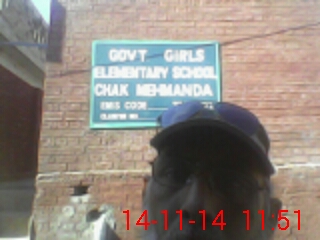 GOVT GIRLS
ELEMENTARY SCHOOL
CHAK MEHMANDA
EMIS CODE
14-11-14 11:51